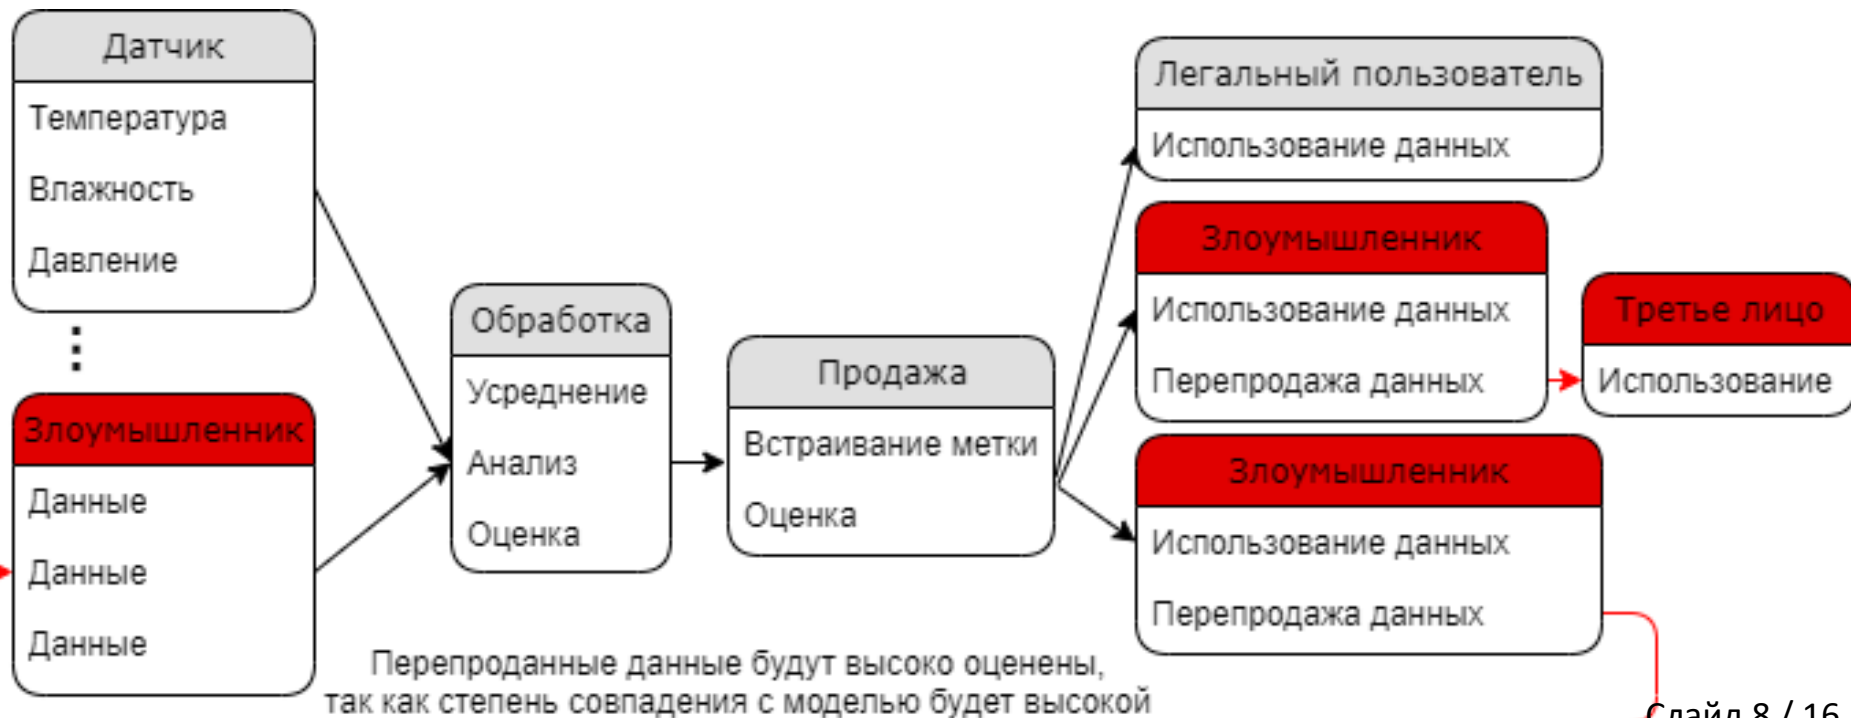 Датчик
Температура
Влажность
Давление
Злоумышленник
Данные
Данные
Данные
Обработка
Усреднение
Анализ
Оценка
Продажа
Встраивание метки
Оценка
Легальный пользователь
Использование данных
Злоумышленник
Использование данных
Перепродажа данных
Третье лицо
Использование
Злоумышленник
Использование данных
Перепродажа данных
Перепроданные данные будут высоко оценены,
так как степень совпадения с моделью будет высокой
Слайд 8 / 16